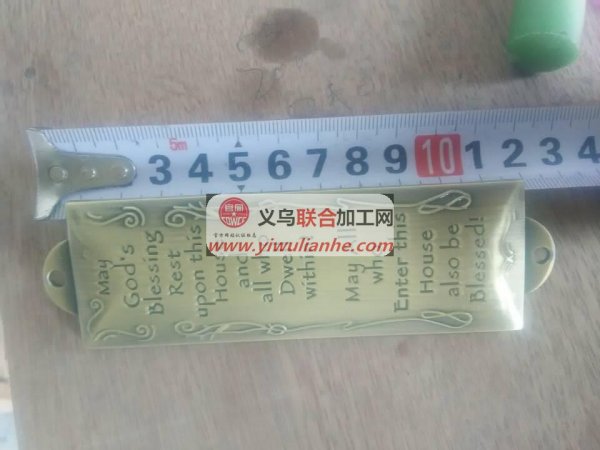 5m
3 4 5 6 7 8 9 10 1 2 3 4
义乌联合加工网
www.yiwulianhe.com
May
God's
Blessing
Rest
upon this
Hou
and
all w
Dwe
within
May
who
Enter this
House
also be
Blessed!